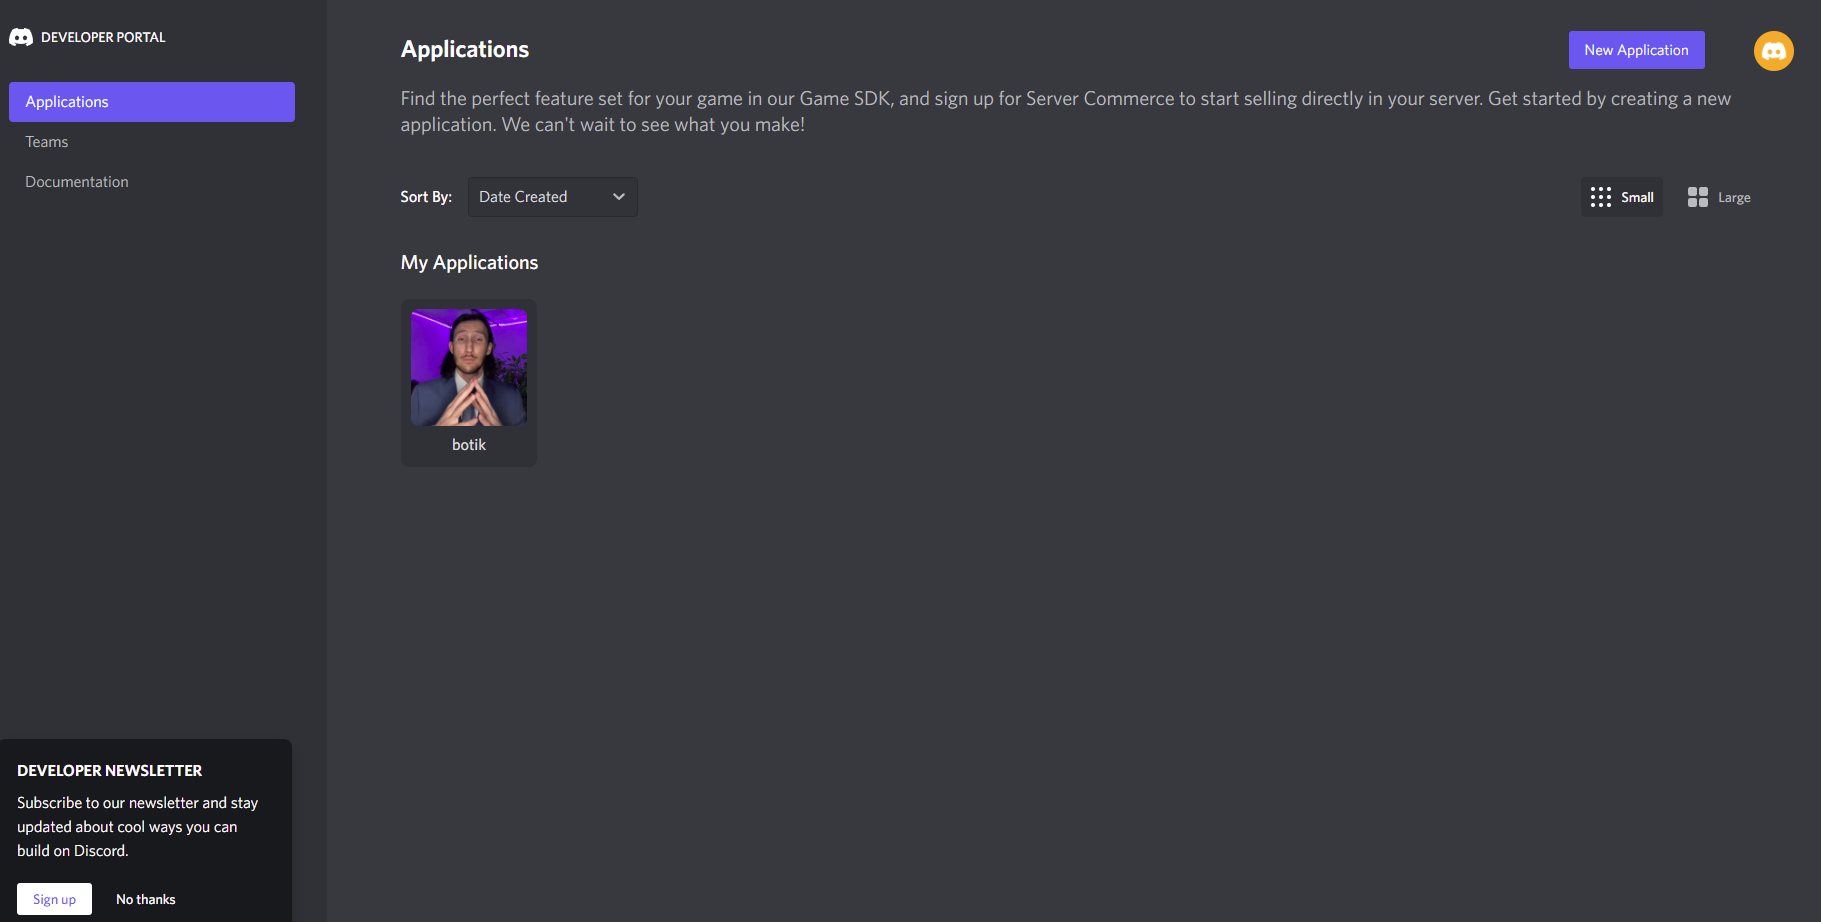 DEVELOPER PORTAL
Applications
Teams
Documentation
Applications
New Application
Find the perfect feature set for your game in our Game SDK, and sign up for Server Commerce to start selling directly in your server. Get started by creating a new
application. We can't wait to see what you make!
Sort By:
Date Created
Small
Large
My Applications
botik
DEVELOPER NEWSLETTER
Subscribe to our newsletter and stay
updated about cool ways you can
build on Discord.
Sign up
No thanks